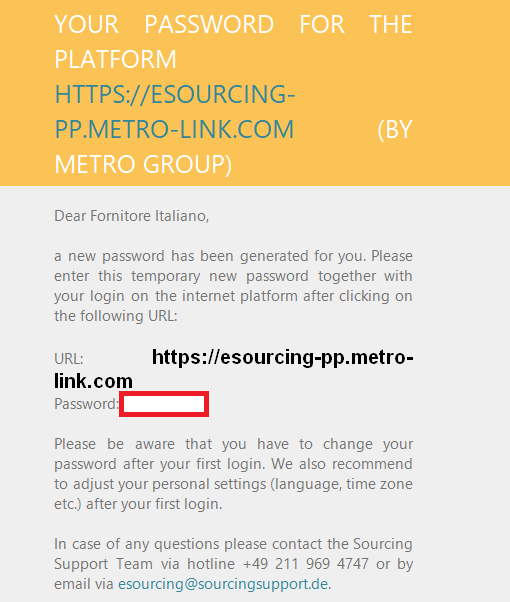 YOUR PASSWORD FOR THE
PLATFORM
HTTPS://ESOURCING-
PP.METRO-LINK.COM (BY
METRO GROUP)
Dear Fornitore Italiano,
a new password has been generated for you. Please
enter this temporary new password together with
your login on the internet platform after clicking on
the following URL:
URL: https://esourcing-pp.metro-
link.com
Password:
Please be aware that you have to change your
password after your first login. We also recommend
to adjust your personal settings (language, time zone
etc.) after your first login.
In case of any questions please contact the Sourcing
Support Team via hotline +49 211 969 4747 or by
email via esourcing@sourcingsupport.de.